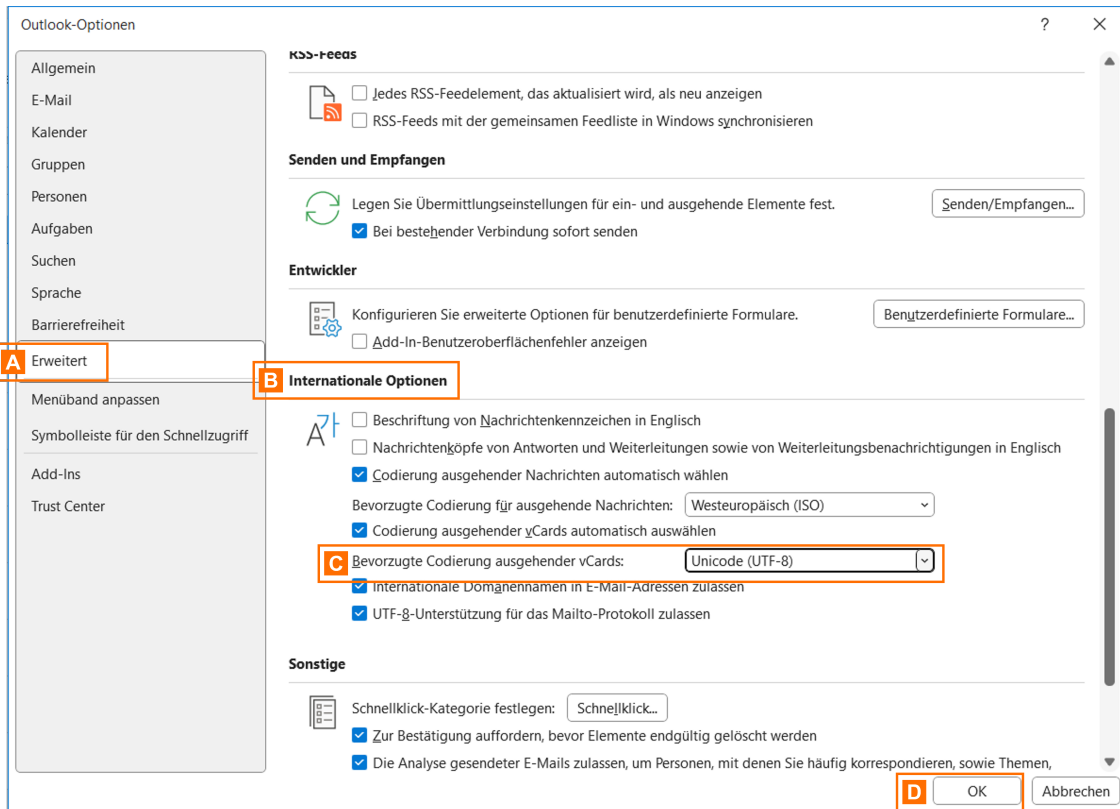 Outlook-Optionen
?
Allgemein
E-Mail
Kalender
Gruppen
Personen
Aufgaben
Suchen
Sprache
Barrierefreiheit
A Erweitert
Menüband anpassen
Symbolleiste für den Schnellzugriff
Add-Ins
Trust Center
RSS-Feeds
Jedes RSS-Feedelement, das aktualisiert wird, als neu anzeigen
RSS-Feeds mit der gemeinsamen Feedliste in Windows synchronisieren
Senden und Empfangen
Legen Sie Übermittlungseinstellungen für ein- und ausgehende Elemente fest. Senden/Empfangen...
Bei bestehender Verbindung sofort senden
Entwickler
Konfigurieren Sie erweiterte Optionen für benutzerdefinierte Formulare. Benutzerdefinierte Formulare...
Add-In-Benutzeroberflächenfehler anzeigen
B Internationale Optionen
Beschriftung von Nachrichtenkennzeichen in Englisch
Nachrichtenköpfe von Antworten und Weiterleitungen sowie von Weiterleitungsbenachrichtigungen in Englisch
Codierung ausgehender Nachrichten automatisch wählen
Bevorzugte Codierung für ausgehende Nachrichten: Westeuropäisch (ISO)
Codierung ausgehender vCards automatisch auswählen
C Bevorzugte Codierung ausgehender vCards: Unicode (UTF-8)
Internationale Domänennamen in E-Mail-Adressen zulassen
UTF-8-Unterstützung für das Mailto-Protokoll zulassen
Sonstige
Schnellklick-Kategorie festlegen: Schnellklick...
Zur Bestätigung auffordern, bevor Elemente endgültig gelöscht werden
Die Analyse gesendeter E-Mails zulassen, um Personen, mit denen Sie häufig korrespondieren, sowie Themen,
D OK Abbrechen